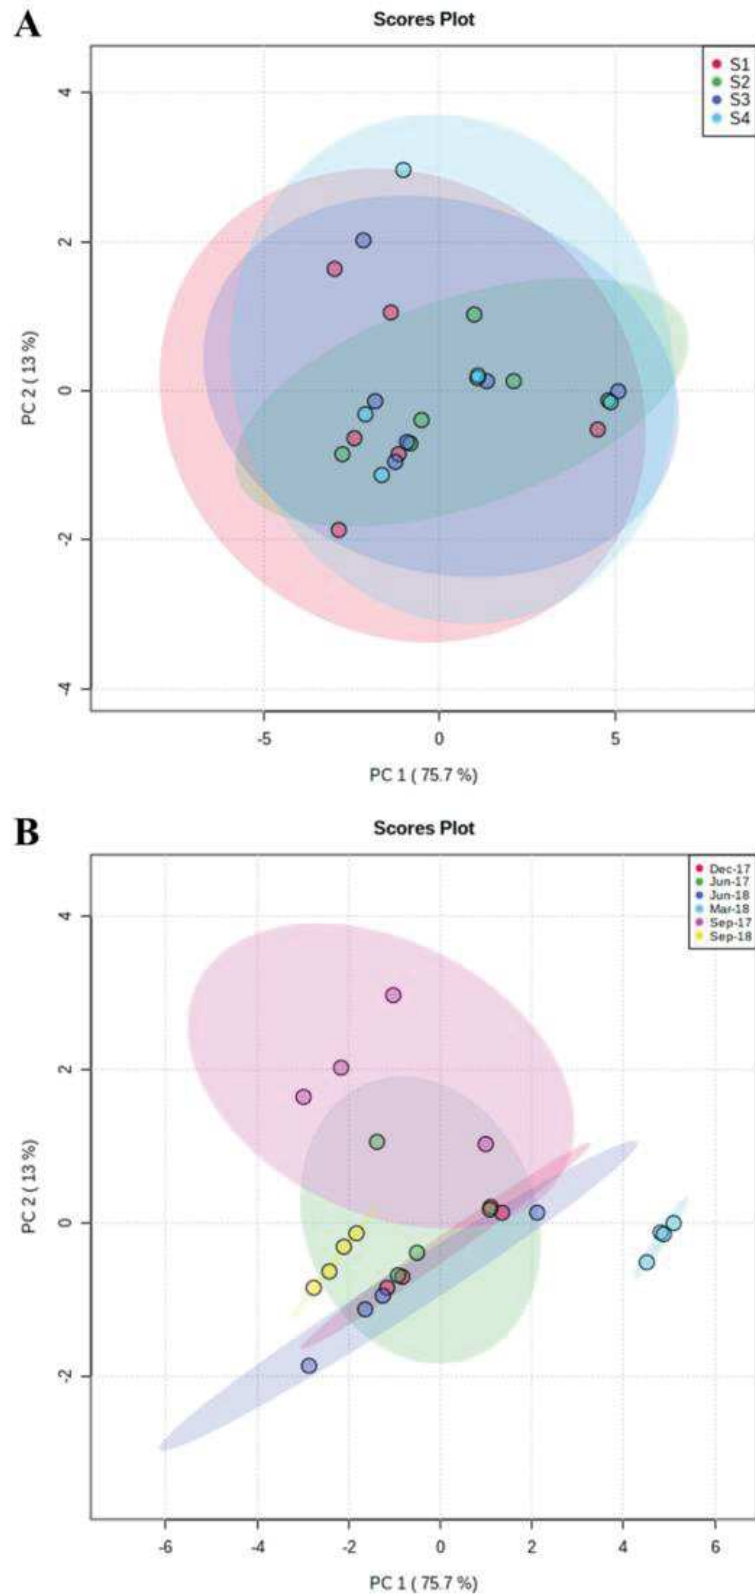 A
Scores Plot
S1
S2
S3
S4
4
2
0
-2
-4
PC 2 ( 13 %)
-5 0 5
PC 1 ( 75.7 %)
B
Scores Plot
Dec-17
Jun-17
Jun-18
Mar-18
Sep-17
Sep-18
4
2
0
-2
PC 2 ( 13 %)
-6 -4 -2 0 2 4 6
PC 1 ( 75.7 %)